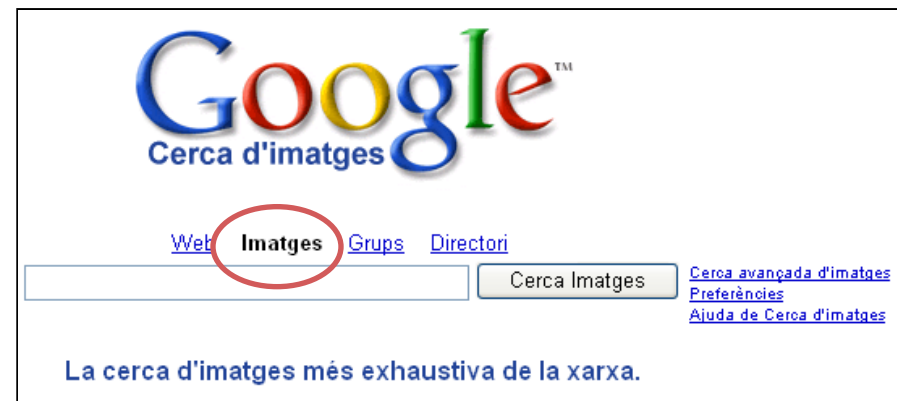 Google™
Cerca d'imatges
Web Imatges Grups Directori
Cerca Imatges
Cerca avançada d'imatges
Preferències
Ajuda de Cerca d'imatges
La cerca d'imatges més exhaustiva de la xarxa.